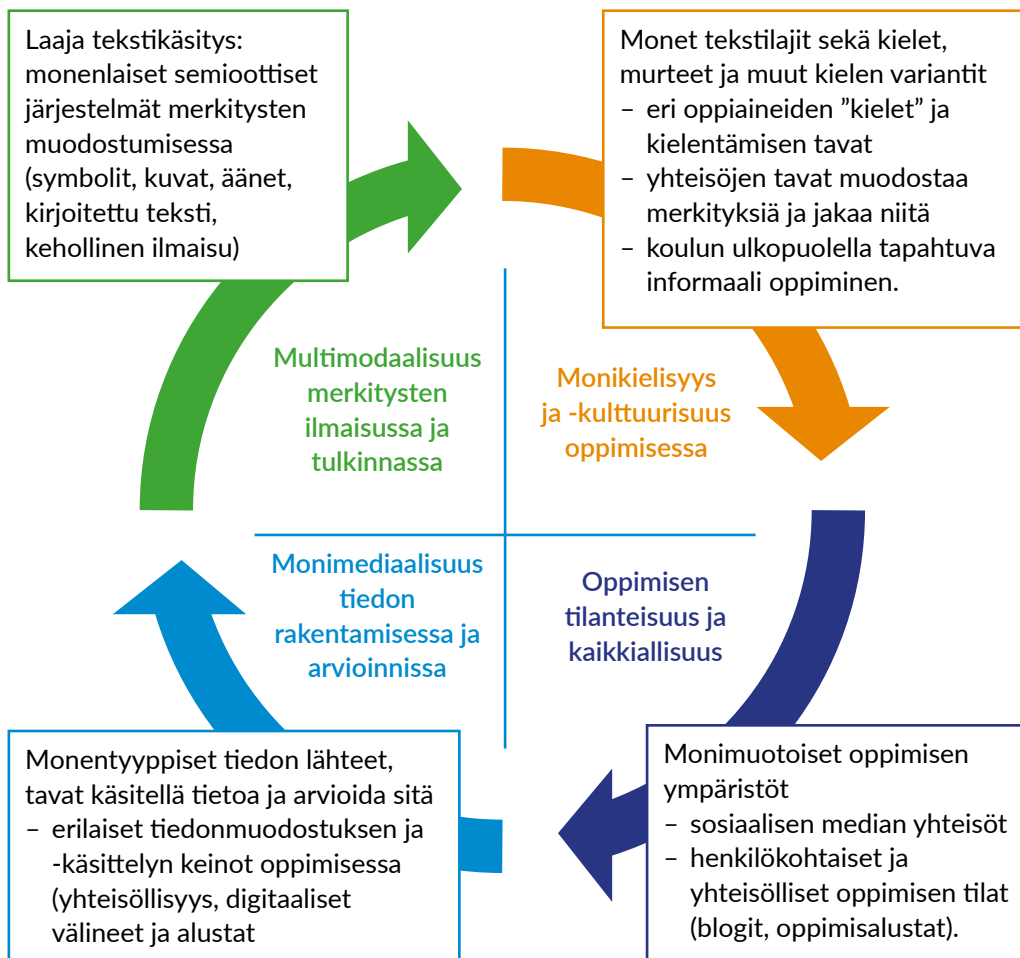 Laaja tekstikäsitys:
monenlaiset semioottiset
järjestelmät merkitysten
muodostumisessa
(symbolit, kuvat, äänet,
kirjoitettu teksti,
kehollinen ilmaisu)
Monet tekstilajit sekä kielet,
murteet ja muut kielen variantit
– eri oppiaineiden ”kielet” ja
kielentämisen tavat
– yhteisöjen tavat muodostaa
merkityksiä ja jakaa niitä
– koulun ulkopuolella tapahtuva
informaali oppiminen.
Multimodaalisuus
merkitysten
ilmaisussa ja
tulkinnassa
Monikielisyys
ja -kulttuurisuus
oppimisessa
Monimediaalisuus
tiedon
rakentamisessa ja
arvioinnissa
Oppimisen
tilanteisuus ja
kaikkiallisuus
Monentyyppiset tiedon lähteet,
tavat käsitellä tietoa ja arvioida sitä
– erilaiset tiedonmuodostuksen ja
-käsittelyn keinot oppimisessa
(yhteisöllisyys, digitaaliset
välineet ja alustat
Monimuotoiset oppimisen
ympäristöt
– sosiaalisen median yhteisöt
– henkilökohtaiset ja
yhteisölliset oppimisen tilat
(blogit, oppimisalustat).